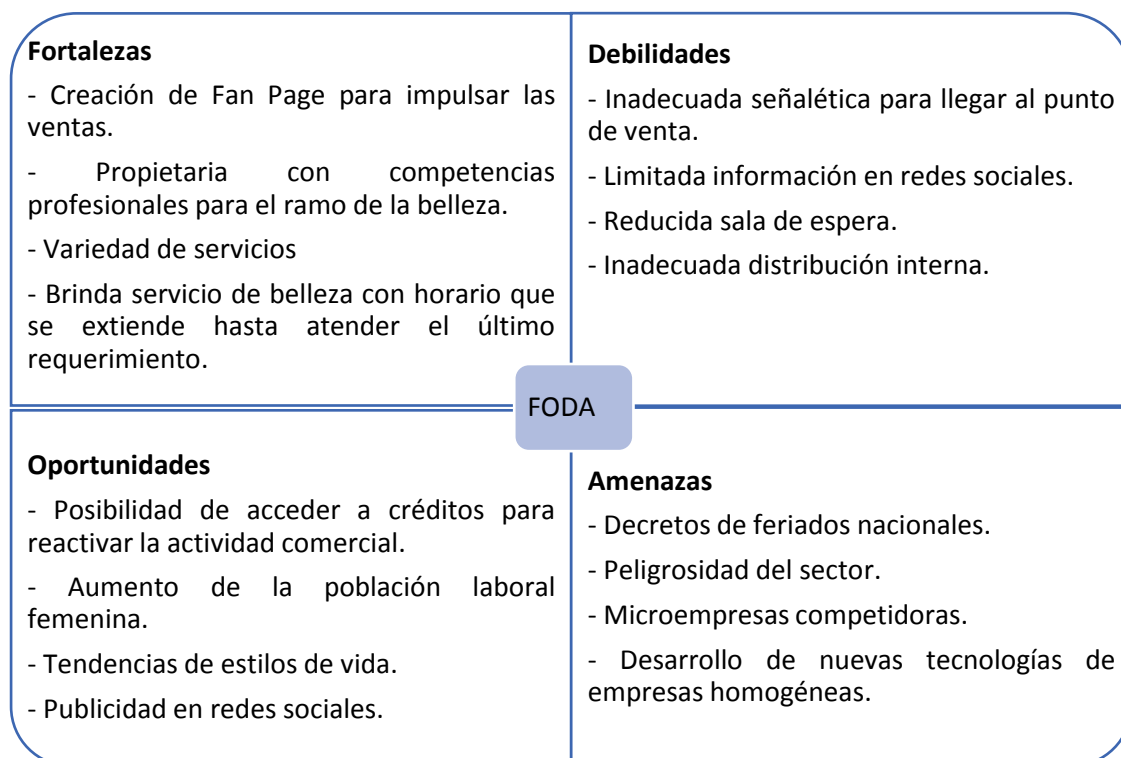 Fortalezas
- Creación de Fan Page para impulsar las
ventas.
- Propietaria con competencias
profesionales para el ramo de la belleza.
- Variedad de servicios
- Brinda servicio de belleza con horario que
se extiende hasta atender el último
requerimiento.
Debilidades
- Inadecuada señalética para llegar al punto
de venta.
- Limitada información en redes sociales.
- Reducida sala de espera.
- Inadecuada distribución interna.
FODA
Oportunidades
- Posibilidad de acceder a créditos para
reactivar la actividad comercial.
- Aumento de la población laboral
femenina.
- Tendencias de estilos de vida.
- Publicidad en redes sociales.
Amenazas
- Decretos de feriados nacionales.
- Peligrosidad del sector.
- Microempresas competidoras.
- Desarrollo de nuevas tecnologías de
empresas homogéneas.